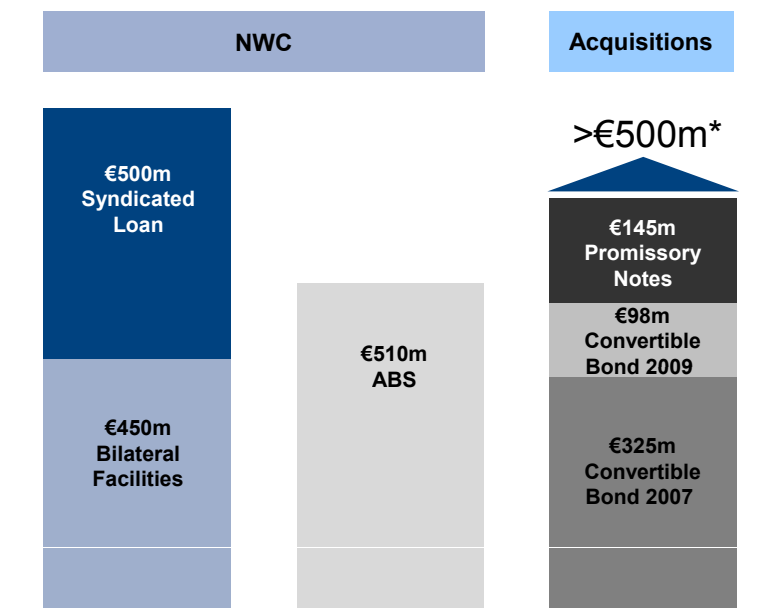 NWC
Acquisitions
>€500m*
€500m
Syndicated
Loan
€450m
Bilateral
Facilities
€510m
ABS
€145m
Promissory
Notes
€98m
Convertible
Bond 2009
€325m
Convertible
Bond 2007